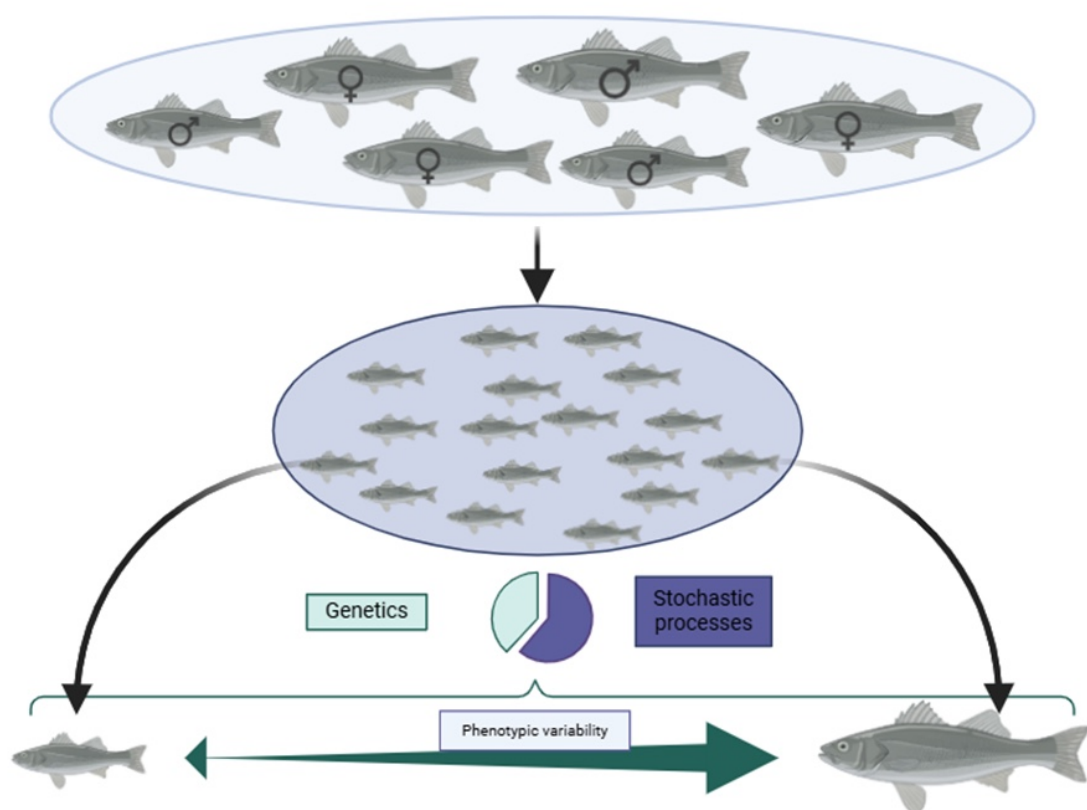 ♀
♂
♂
♀
♀
♂
Genetics
Stochastic
processes
Phenotypic variability